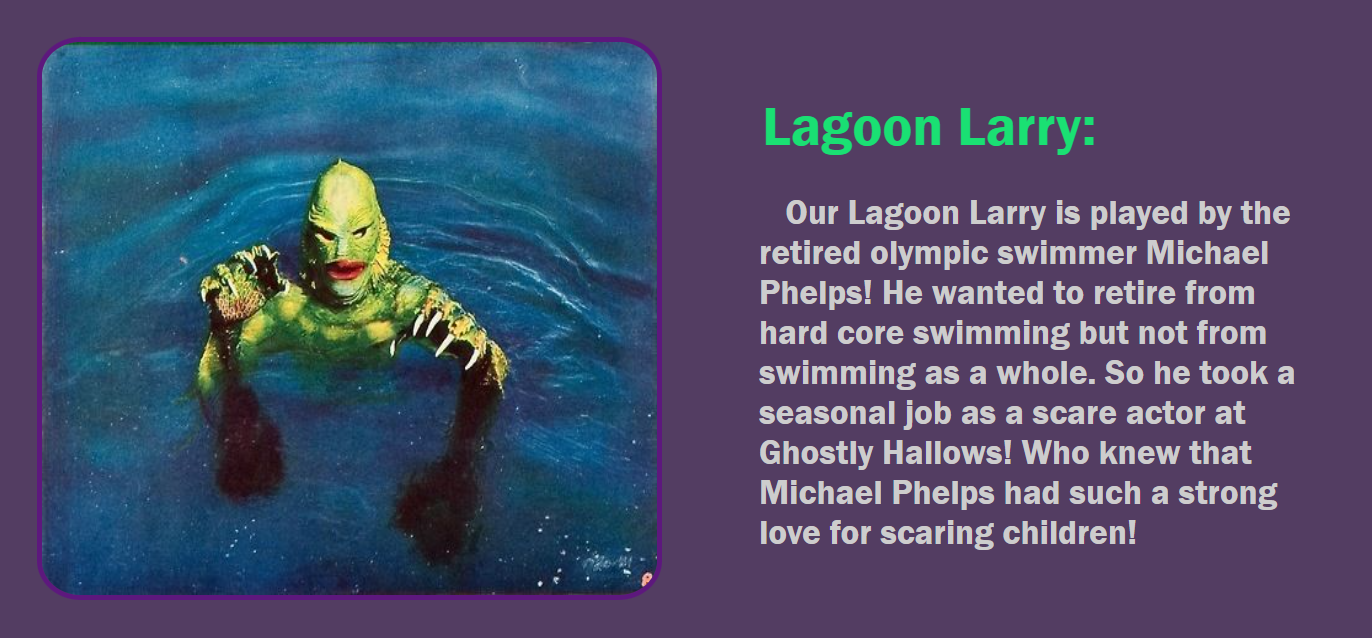 Lagoon Larry:
Our Lagoon Larry is played by the
retired olympic swimmer Michael
Phelps! He wanted to retire from
hard core swimming but not from
swimming as a whole. So he took a
seasonal job as a scare actor at
Ghostly Hallows! Who knew that
Michael Phelps had such a strong
love for scaring children!